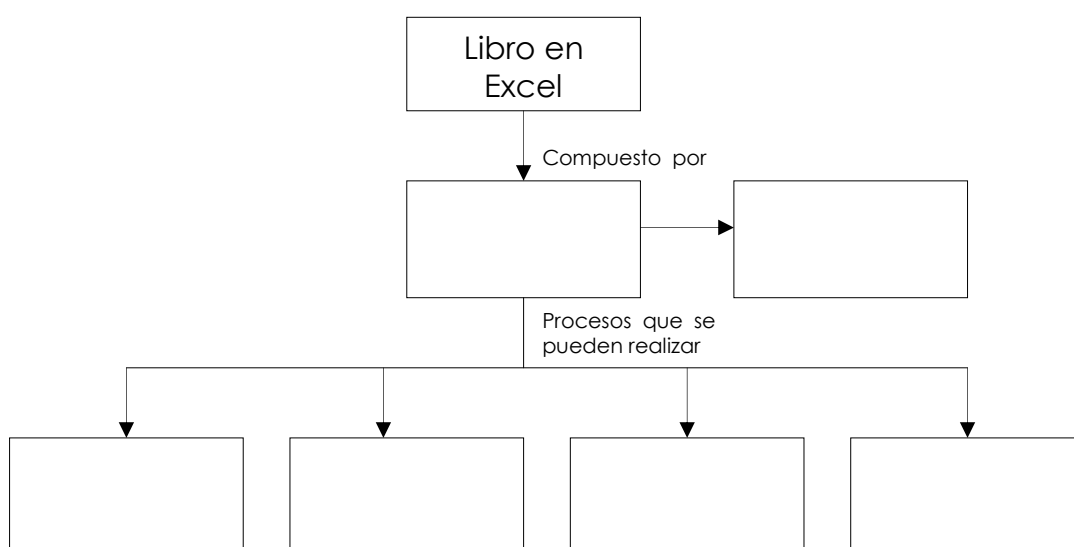 Libro en
Excel
Compuesto por
Procesos que se
pueden realizar